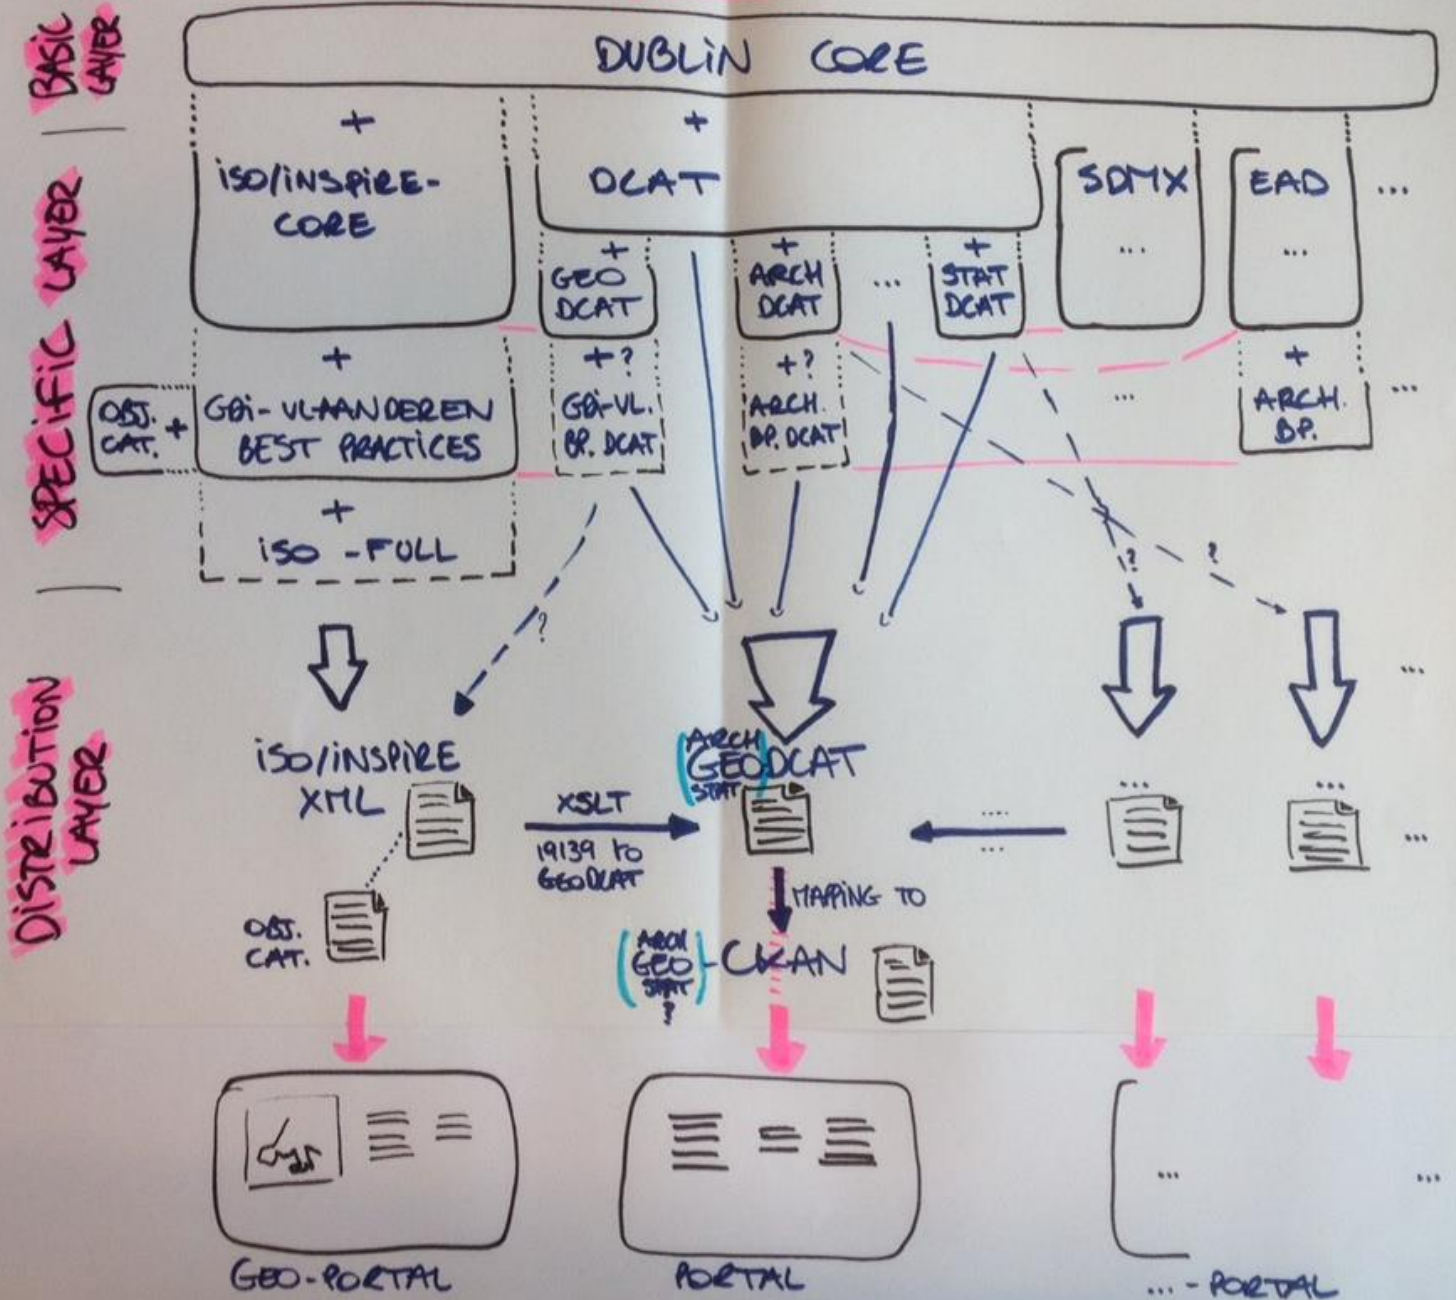 BASIC
LAYER
DUBLIN CORE
SPECIFIC LAYER
+
ISO/INSPIRE-
CORE
+
DCAT
SDMX
...
EAD
...
...
+
GEO
DCAT
+
ARCH
DCAT
...
+
STAT
DCAT
OBJ.
CAT.
+
+
GDI-VLAANDEREN
BEST PRACTICES
+?
GDI-VL.
BP. DCAT
+?
ARCH.
BP. DCAT
...
+
ARCH.
BP.
...
+
ISO-FULL
?
?
?
DISTRIBUTION
LAYER
ISO/INSPIRE
XML
XSLT
19139 to
GEODCAT
(ARCH
GEO
STAT)
DCAT
....
...
...
...
...
...
OBJ.
CAT.
MAPPING TO
(ARCH
GEO
STAT
?)
-CKAN
...
...
GEO-PORTAL
PORTAL
...-PORTAL